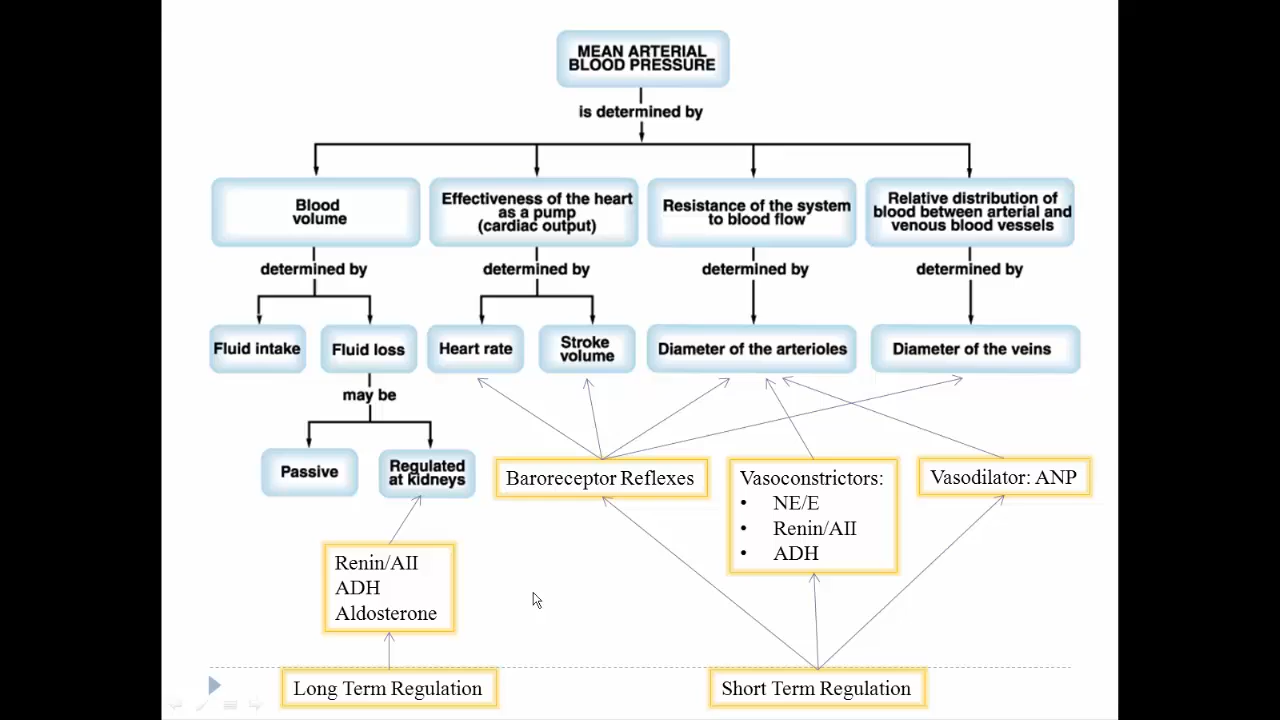 MEAN ARTERIAL
BLOOD PRESSURE
is determined by
Blood
volume
Effectiveness of the heart
as a pump
(cardiac output)
Resistance of the system
to blood flow
Relative distribution of
blood between arterial and
venous blood vessels
determined by
determined by
determined by
determined by
Fluid intake
Fluid loss
Heart rate
Stroke
volume
Diameter of the arterioles
Diameter of the veins
may be
Passive
Regulated
at kidneys
Baroreceptor Reflexes
Vasoconstrictors:
• NE/E
• Renin/AII
• ADH
Vasodilator: ANP
Renin/AII
ADH
Aldosterone
Long Term Regulation
Short Term Regulation